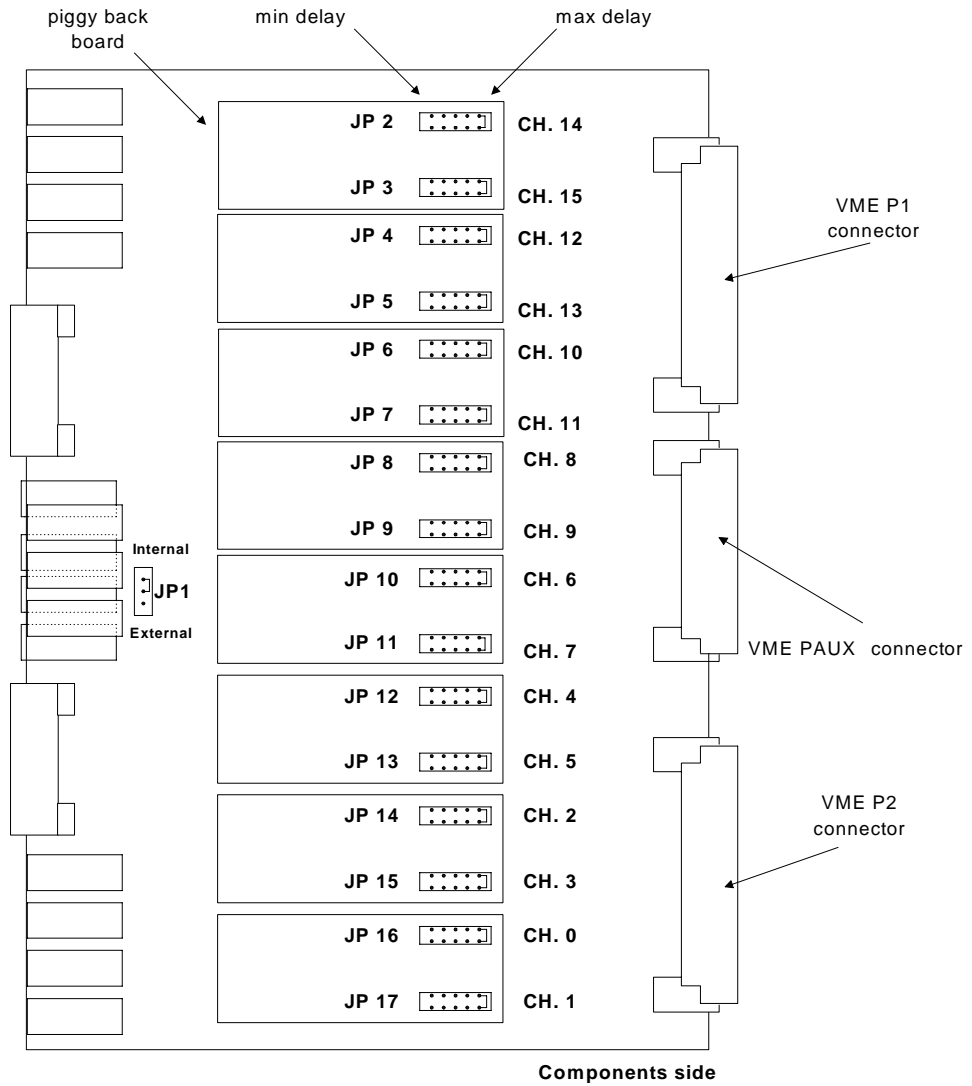 piggy back
board
min delay
max delay
JP 2
CH. 14
JP 3
CH. 15
JP 4
CH. 12
JP 5
CH. 13
JP 6
CH. 10
JP 7
CH. 11
JP 8
CH. 8
JP 9
CH. 9
JP 10
CH. 6
JP 11
CH. 7
JP 12
CH. 4
JP 13
CH. 5
JP 14
CH. 2
JP 15
CH. 3
JP 16
CH. 0
JP 17
CH. 1
Internal
JP1
External
VME P1
connector
VME PAUX connector
VME P2
connector
Components side